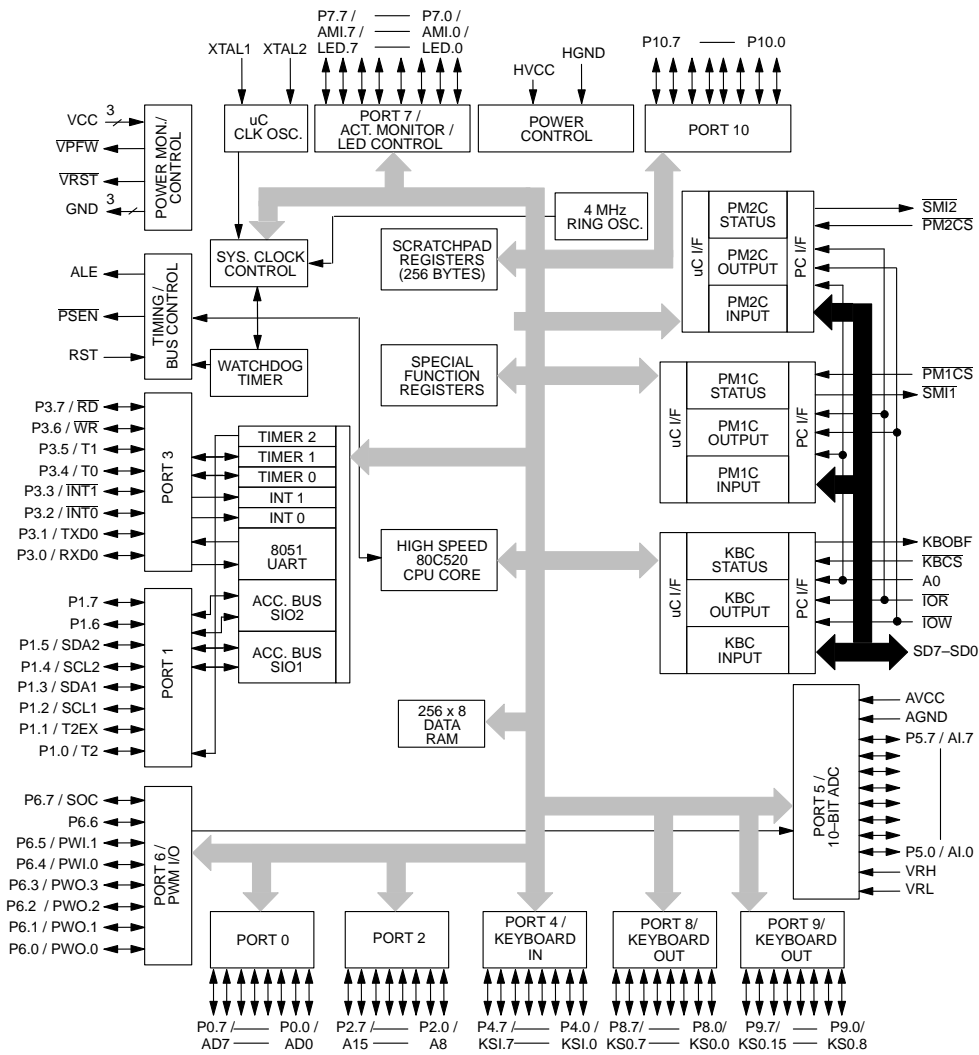 P7.7 / P7.0 /
AMI.7 / AMI.0 /
LED.7 LED.0
XTAL1 XTAL2
HGND
HVCC
P10.7 P10.0
VCC 3
VPFW
VRST
GND 3
POWER MON./
CONTROL
uC
CLK OSC.
PORT 7 /
ACT. MONITOR /
LED CONTROL
POWER
CONTROL
PORT 10
4 MHz
RING OSC.
SYS. CLOCK
CONTROL
SCRATCHPAD
REGISTERS
(256 BYTES)
uC I/F
PM2C
STATUS
PM2C
OUTPUT
PM2C
INPUT
PC I/F
SMI2
PM2CS
ALE
PSEN
RST
TIMING /
BUS CONTROL
WATCHDOG
TIMER
SPECIAL
FUNCTION
REGISTERS
uC I/F
PM1C
STATUS
PM1C
OUTPUT
PM1C
INPUT
PC I/F
PM1CS
SMI1
P3.7 / RD
P3.6 / WR
P3.5 / T1
P3.4 / T0
P3.3 / INT1
P3.2 / INT0
P3.1 / TXD0
P3.0 / RXD0
PORT 3
TIMER 2
TIMER 1
TIMER 0
INT 1
INT 0
8051
UART
ACC. BUS
SIO2
ACC. BUS
SIO1
HIGH SPEED
80C520
CPU CORE
uC I/F
KBC
STATUS
KBC
OUTPUT
KBC
INPUT
PC I/F
KBOBF
KBCS
A0
IOR
IOW
SD7–SD0
P1.7
P1.6
P1.5 / SDA2
P1.4 / SCL2
P1.3 / SDA1
P1.2 / SCL1
P1.1 / T2EX
P1.0 / T2
PORT 1
256 x 8
DATA
RAM
AVCC
AGND
P5.7 / AI.7
P5.0 / AI.0
VRH
VRL
PORT 5 /
10–BIT ADC
P6.7 / SOC
P6.6
P6.5 / PWI.1
P6.4 / PWI.0
P6.3 / PWO.3
P6.2 / PWO.2
P6.1 / PWO.1
P6.0 / PWO.0
PORT 6 /
PWM I/O
PORT 0
PORT 2
PORT 4 /
KEYBOARD
IN
PORT 8/
KEYBOARD
OUT
PORT 9/
KEYBOARD
OUT
P0.7 / P0.0 /
AD7 AD0
P2.7 / P2.0 /
A15 A8
P4.7 / P4.0 /
KSI.7 KSI.0
P8.7/ P8.0/
KS0.7 KS0.0
P9.7/ P9.0/
KS0.15 KS0.8